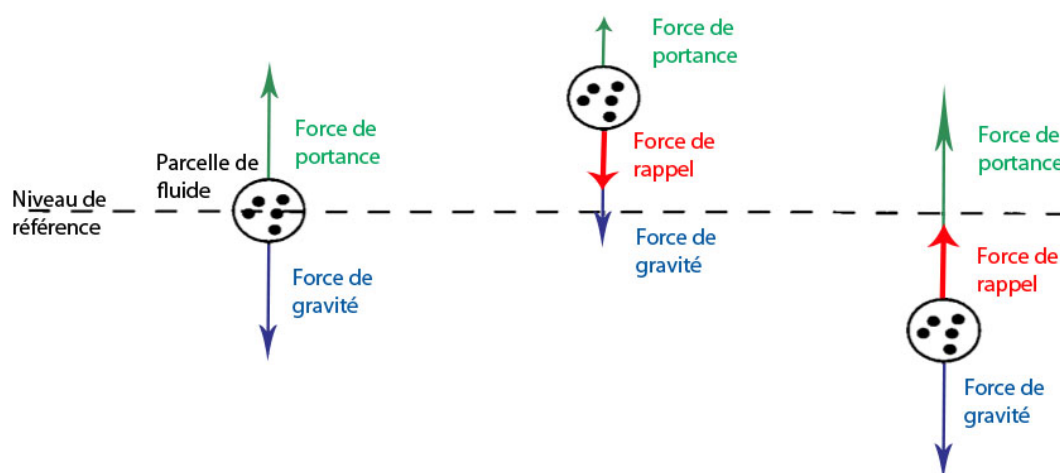 Force de
portance
Force de
portance
Parcelle de
fluide
Niveau de
référence
Force de
gravité
Force de
rappel
Force de
gravité
Force de
portance
Force de
rappel
Force de
gravité